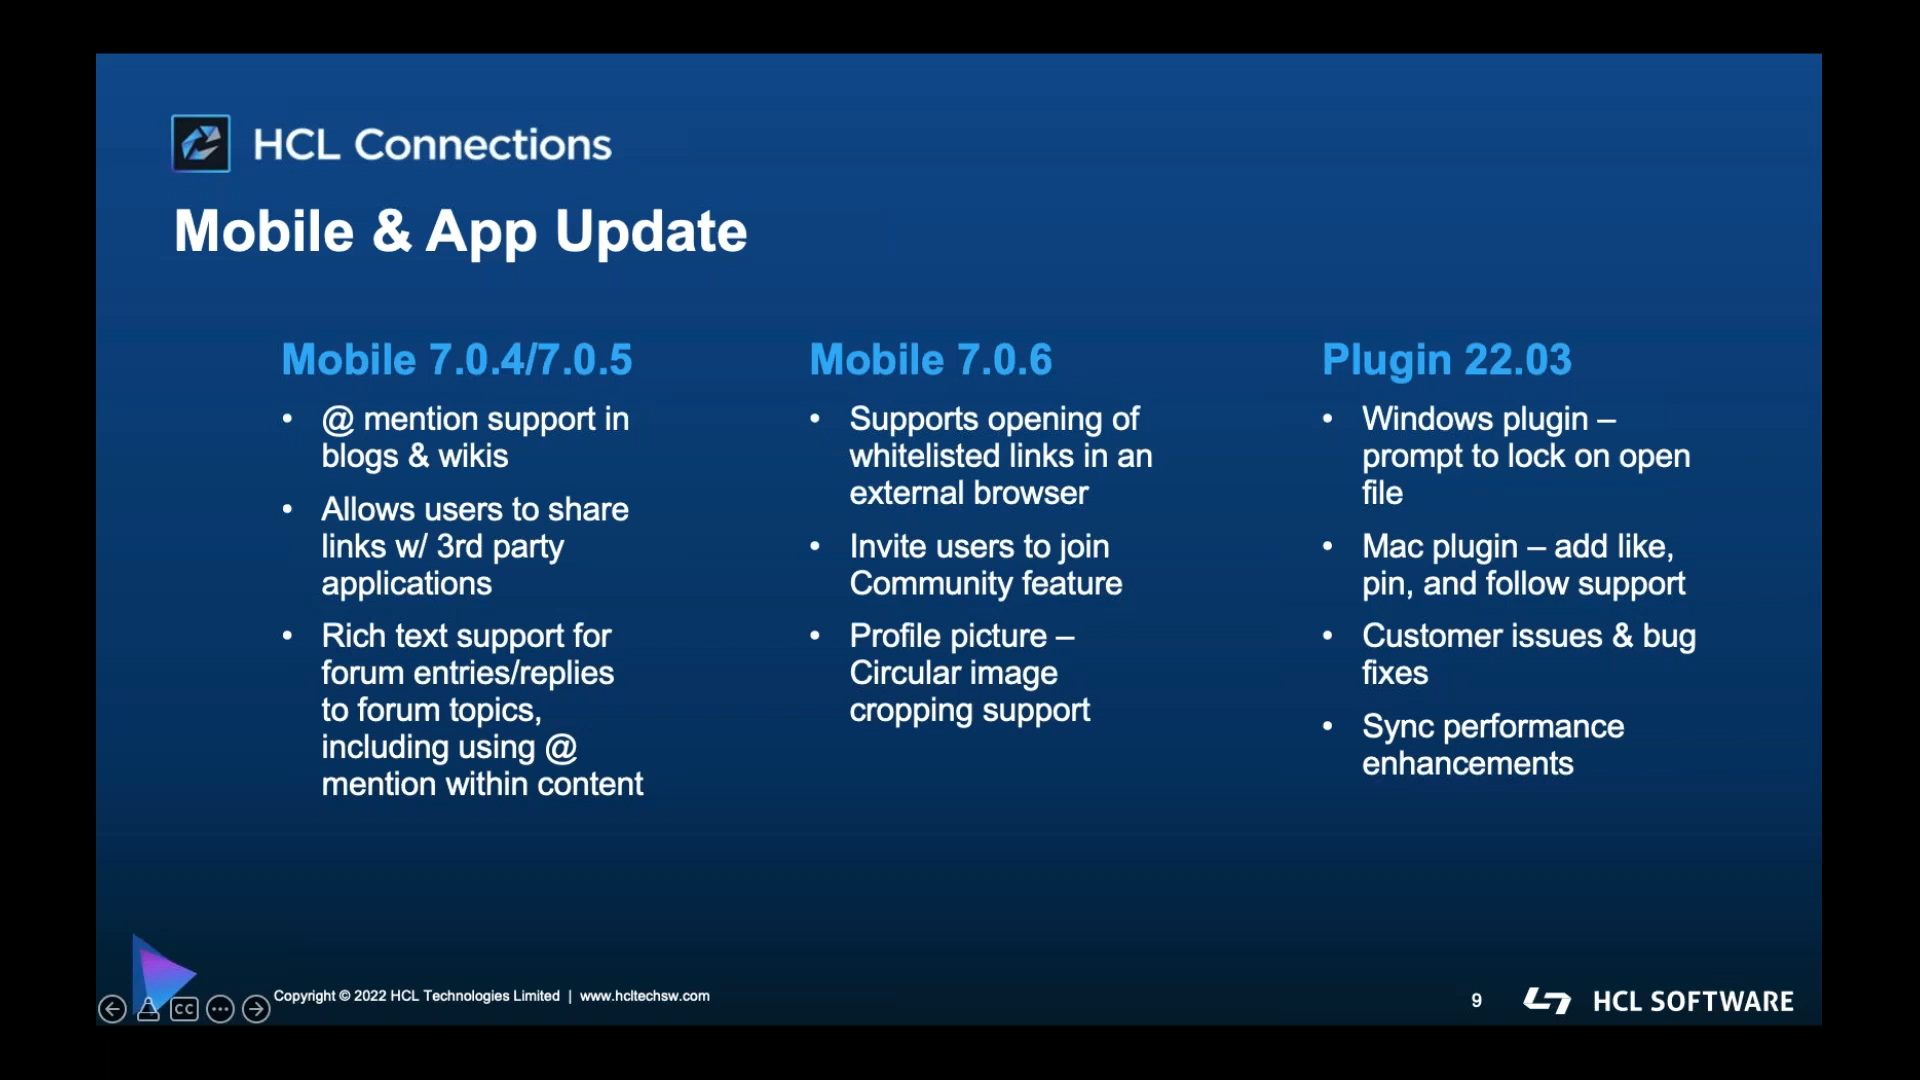 HCL Connections
Mobile & App Update
Mobile 7.0.4/7.0.5
• @ mention support in
blogs & wikis
• Allows users to share
links w/ 3rd party
applications
• Rich text support for
forum entries/replies
to forum topics,
including using @
mention within content
Mobile 7.0.6
• Supports opening of
whitelisted links in an
external browser
• Invite users to join
Community feature
• Profile picture –
Circular image
cropping support
Plugin 22.03
• Windows plugin –
prompt to lock on open
file
• Mac plugin – add like,
pin, and follow support
• Customer issues & bug
fixes
• Sync performance
enhancements
CC
Copyright © 2022 HCL Technologies Limited | www.hcltechsw.com
9
HCL SOFTWARE